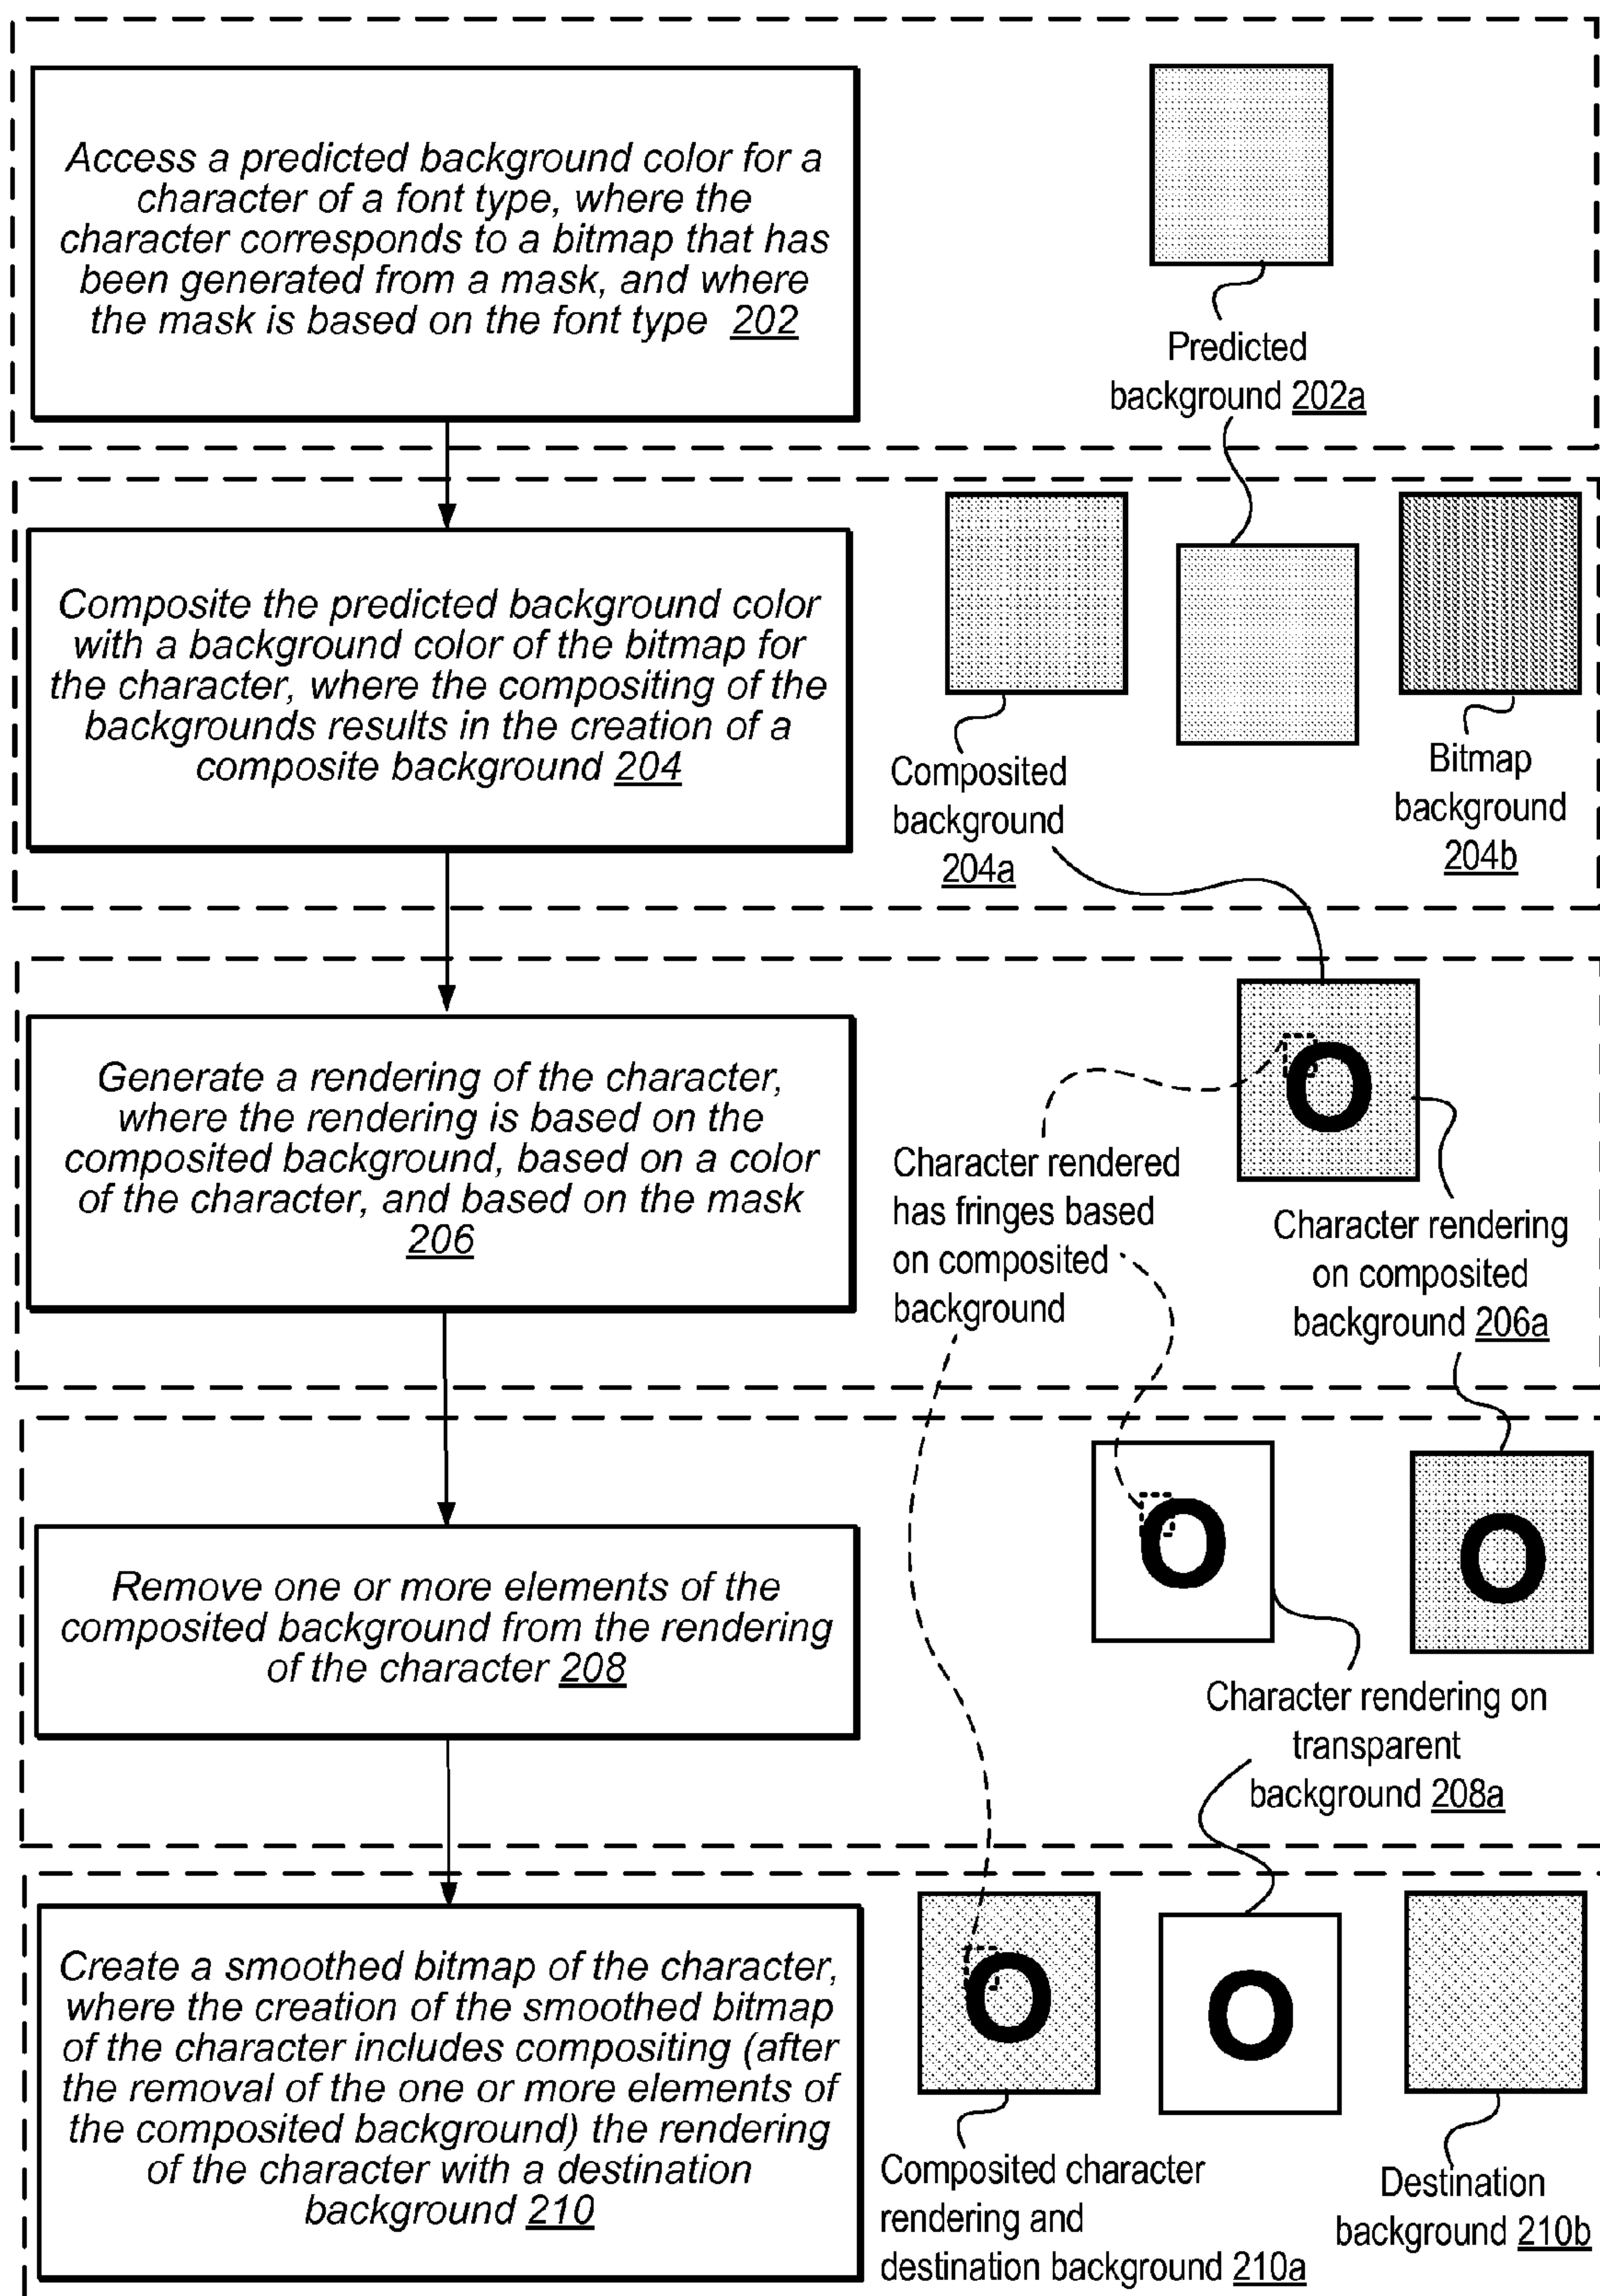 Access a predicted background color for a
character of a font type, where the
character corresponds to a bitmap that has
been generated from a mask, and where
the mask is based on the font type 202
Predicted
background 202a
Composite the predicted background color
with a background color of the bitmap for
the character, where the compositing of the
backgrounds results in the creation of a
composite background 204
Composited
background
204a
Bitmap
background
204b
Generate a rendering of the character,
where the rendering is based on the
composited background, based on a color
of the character, and based on the mask
206
O
Character rendered
has fringes based
on composited
background
Character rendering
on composited
background 206a
Remove one or more elements of the
composited background from the rendering
of the character 208
O
O
Character rendering on
transparent
background 208a
Create a smoothed bitmap of the character,
where the creation of the smoothed bitmap
of the character includes compositing (after
the removal of the one or more elements of
the composited background) the rendering
of the character with a destination
background 210
O
O
Composited character
rendering and
destination background 210a
Destination
background 210b